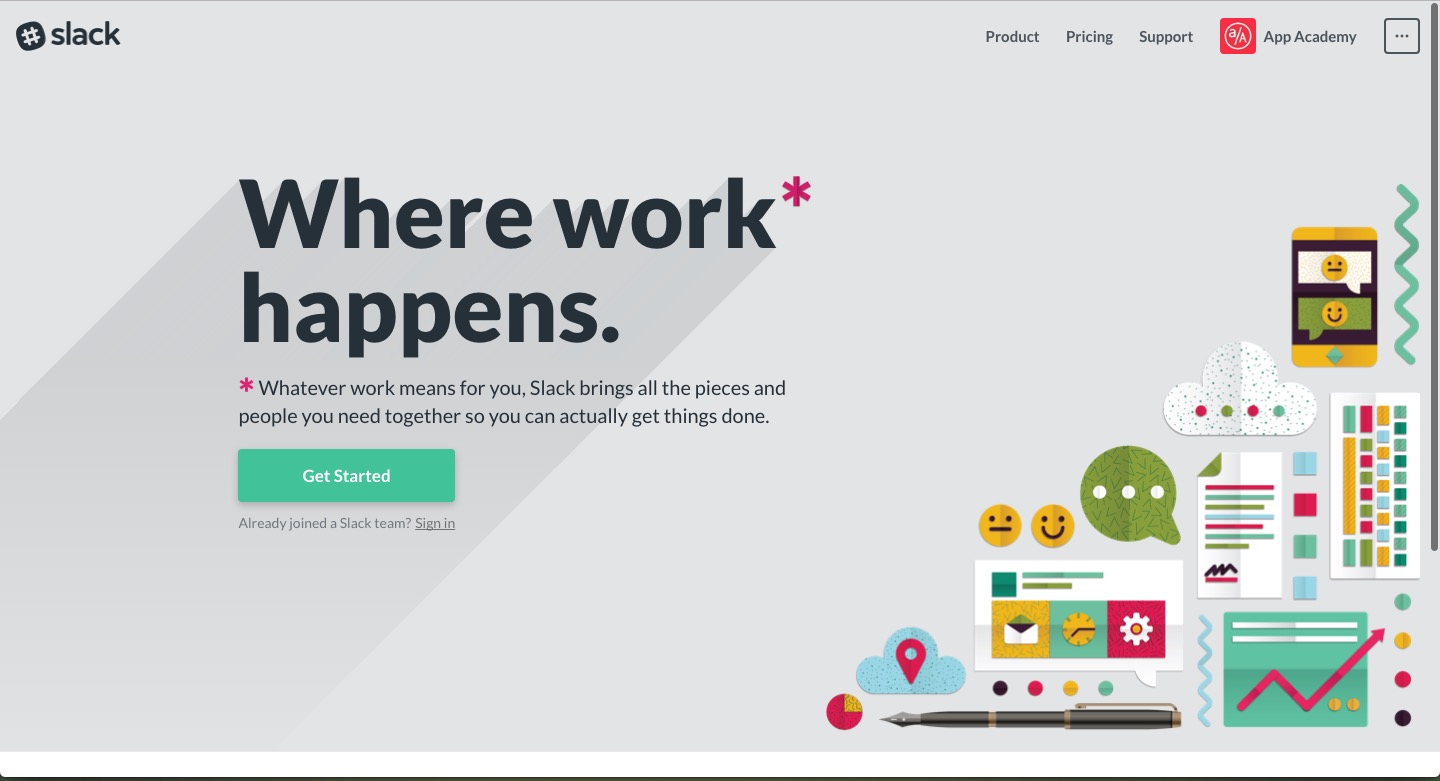 slack
Product Pricing Support a/A App Academy ...
Where work*
happens.
* Whatever work means for you, Slack brings all the pieces and
people you need together so you can actually get things done.
Get Started
Already joined a Slack team? Sign in